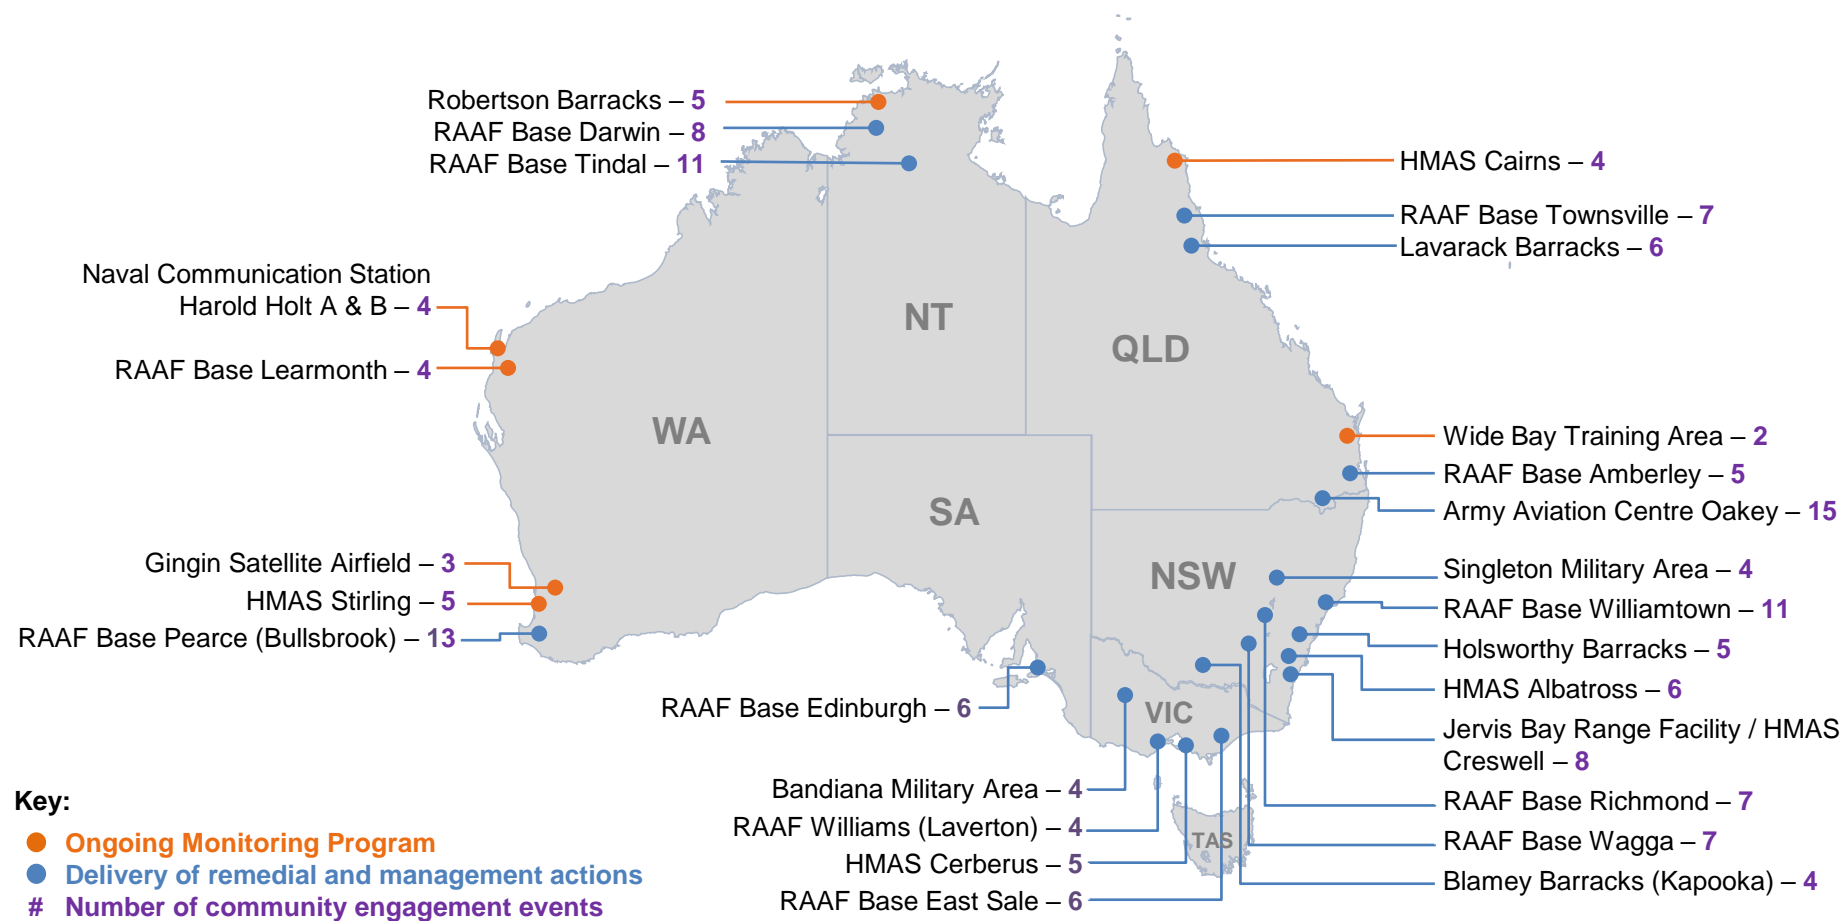 Robertson Barracks – 5
RAAF Base Darwin – 8
RAAF Base Tindal – 11
HMAS Cairns – 4
RAAF Base Townsville – 7
Lavarack Barracks – 6
Naval Communication Station
Harold Holt A & B – 4
RAAF Base Learmonth – 4
NT
QLD
WA
SA
NSW
VIC
TAS
Wide Bay Training Area – 2
RAAF Base Amberley – 5
Army Aviation Centre Oakey – 15
Gingin Satellite Airfield – 3
HMAS Stirling – 5
RAAF Base Pearce (Bullsbrook) – 13
Singleton Military Area – 4
RAAF Base Williamtown – 11
Holsworthy Barracks – 5
HMAS Albatross – 6
Jervis Bay Range Facility / HMAS
Creswell – 8
RAAF Base Richmond – 7
RAAF Base Wagga – 7
Blamey Barracks (Kapooka) – 4
RAAF Base Edinburgh – 6
Bandiana Military Area – 4
RAAF Williams (Laverton) – 4
HMAS Cerberus – 5
RAAF Base East Sale – 6
Key:
Ongoing Monitoring Program
Delivery of remedial and management actions
# Number of community engagement events